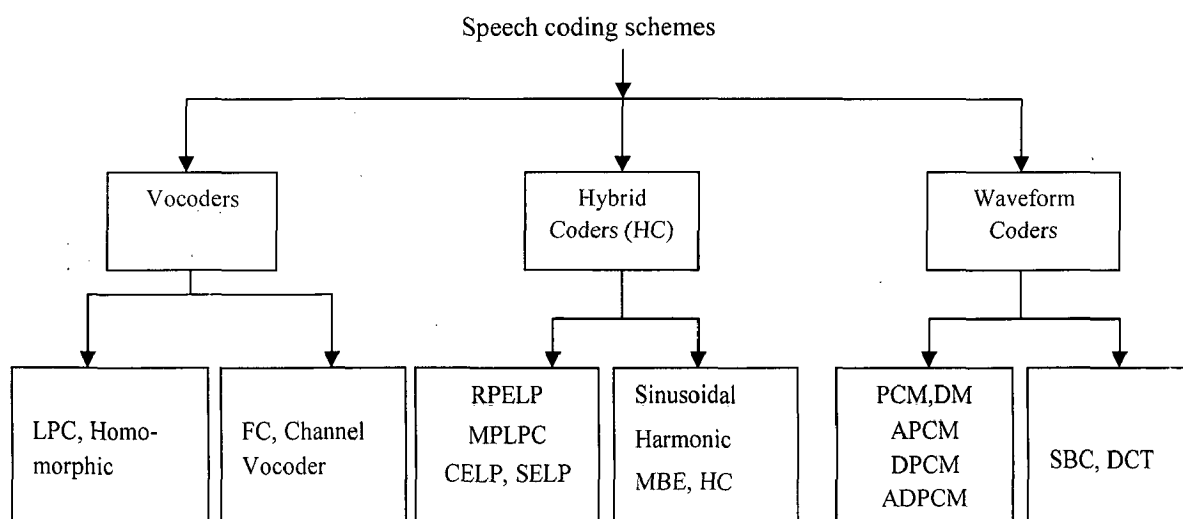 Speech coding schemes
Vocoders
Hybrid
Coders (HC)
Waveform
Coders
LPC, Homo-
morphic
FC, Channel
Vocoder
RPELP
MPLPC
CELP, SELP
Sinusoidal
Harmonic
MBE, HC
PCM,DM
APCM
DPCM
ADPCM
SBC, DCT